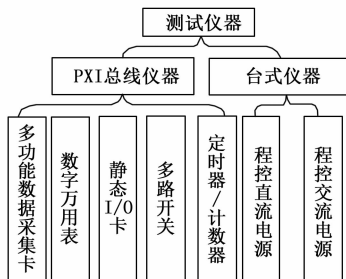 测试仪器
PXI总线仪器
台式仪器
多功能数据采集卡
数字万用表
静态I/O卡
多路开关
定时器/计数器
程控直流电源
程控交流电源